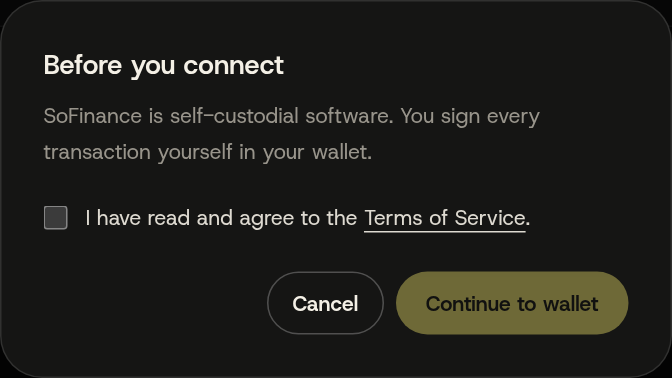 Before you connect
SoFinance is self-custodial software. You sign every
transaction yourself in your wallet.
I have read and agree to the Terms of Service.
Cancel
Continue to wallet